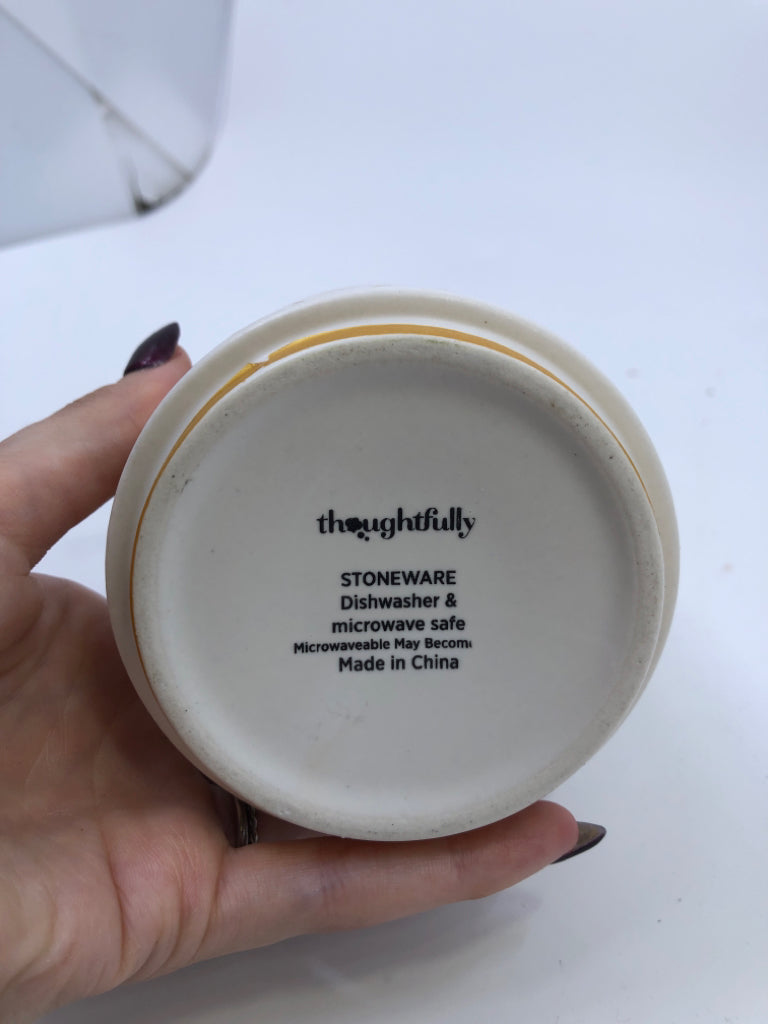 thoughtfully
STONEWARE
Dishwasher &
microwave safe
Microwaveable May Becom
Made in China